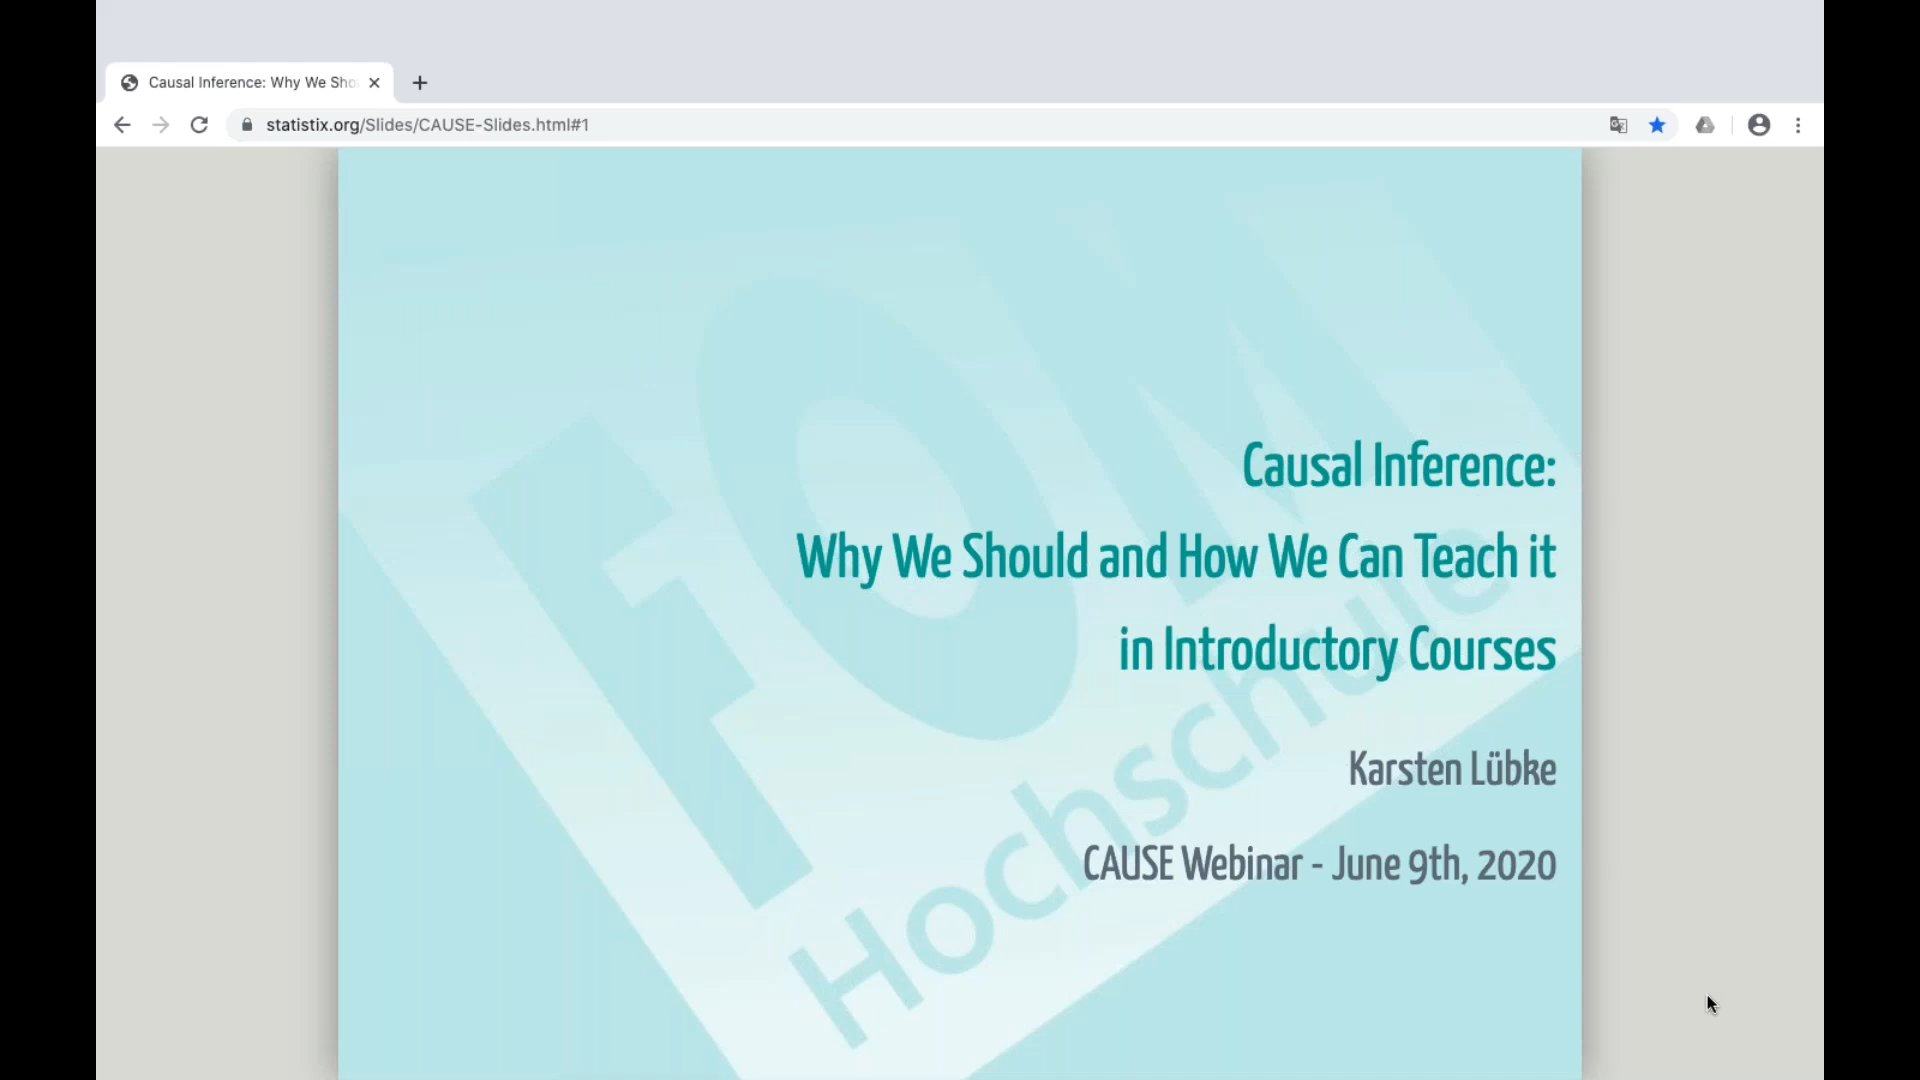 Causal Inference: Why We Sho
statistix.org/Slides/CAUSE-Slides.html#1
FOM
Hochschule
Causal Inference:
Why We Should and How We Can Teach it
in Introductory Courses
Karsten Lübke
CAUSE Webinar - June 9th, 2020